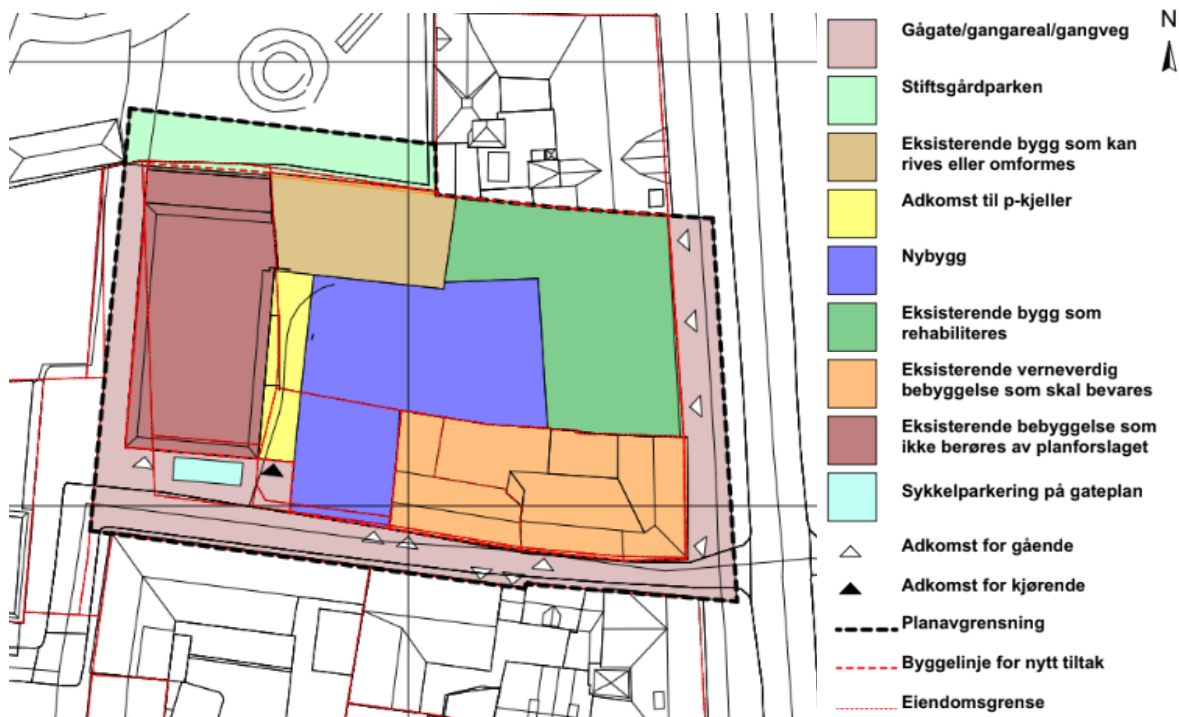 N
Gågate/gangareal/gangveg
Stiftsgårdparken
Eksisterende bygg som kan
rives eller omformes
Adkomst til p-kjeller
Nybygg
Eksisterende bygg som
rehabiliteres
Eksisterende verneverdig
bebyggelse som skal bevares
Eksisterende bebyggelse som
ikke berøres av planforslaget
Sykkelparkering på gateplan
Adkomst for gående
Adkomst for kjørende
Planavgrensning
Byggelinje for nytt tiltak
Eiendomsgrense